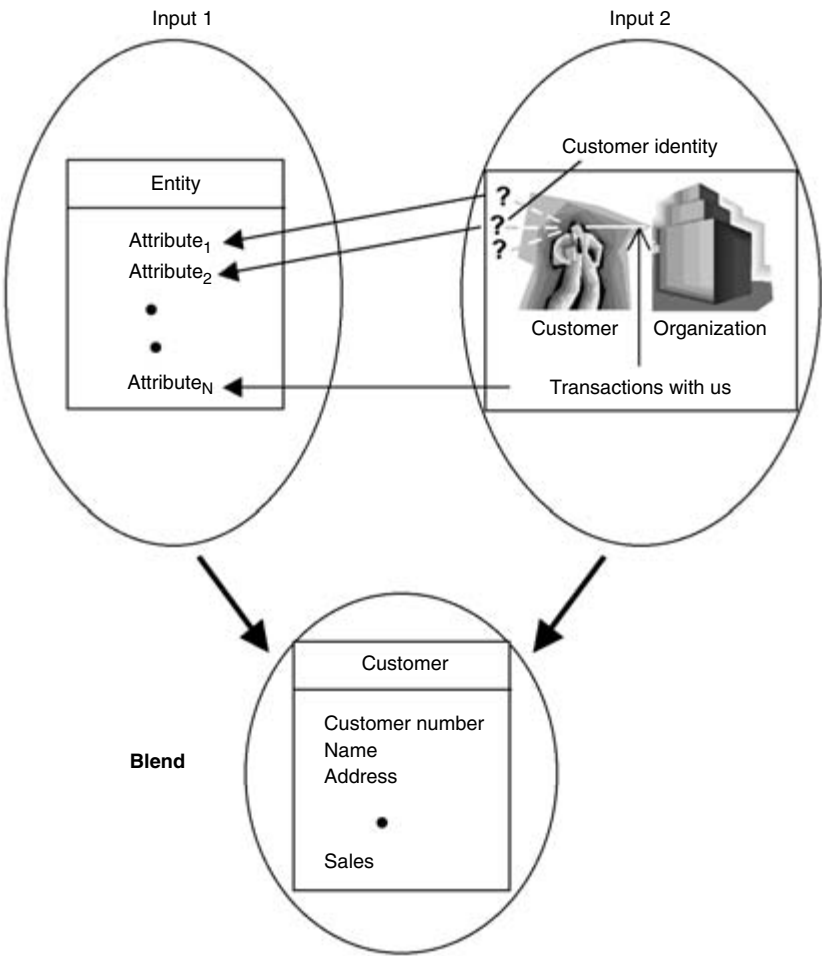 Input 1
Input 2
Entity
Attribute1
Attribute2
AttributeN
Customer identity
?
?
?
Customer
Organization
Transactions with us
Blend
Customer
Customer number
Name
Address
Sales